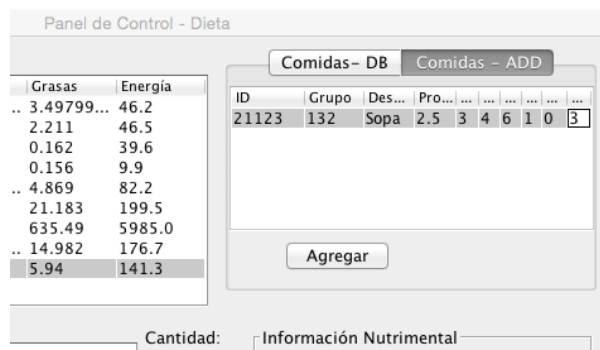 Panel de Control - Dieta
Comidas- DB Comidas - ADD
Grasas Energía
.. 3.49799... 46.2
2.211 46.5
0.162 39.6
0.156 9.9
.. 4.869 82.2
21.183 199.5
635.49 5985.0
.. 14.982 176.7
5.94 141.3
ID Grupo Des... Pro... ... ... ... ... ... ...
21123 132 Sopa 2.5 3 4 6 1 0 3
Agregar
Cantidad:
Información Nutrimental